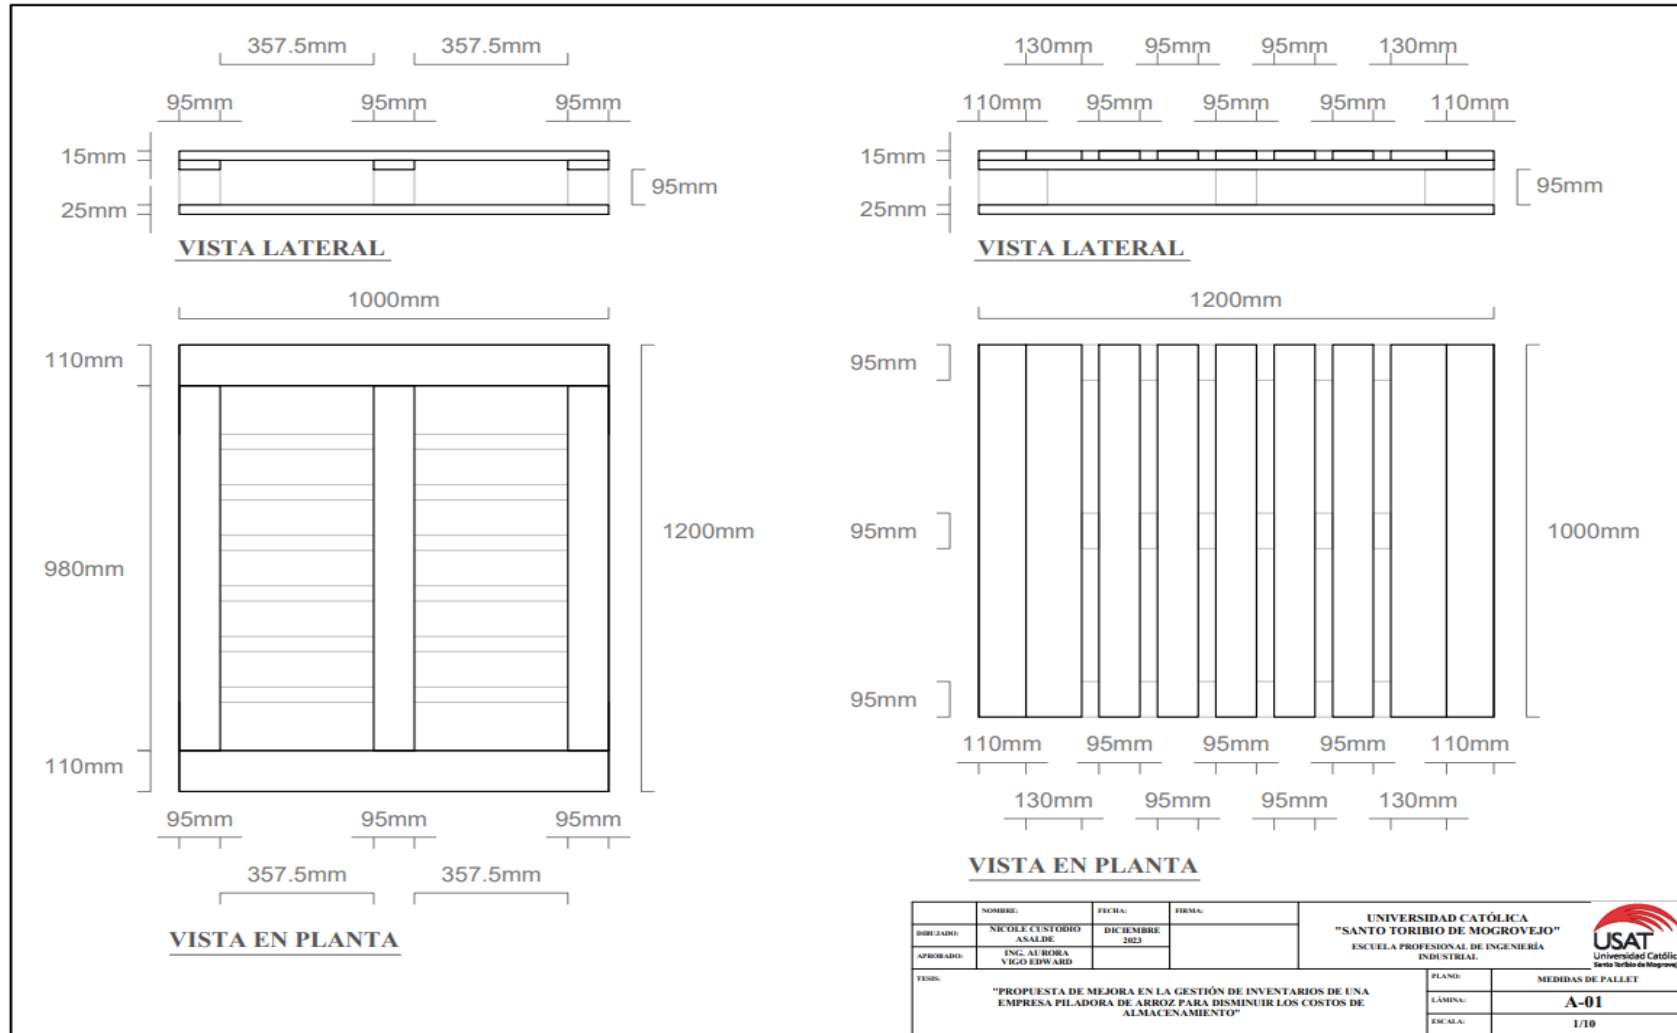 357.5mm 357.5mm
95mm 95mm 95mm
15mm
95mm
25mm
VISTA LATERAL
1000mm
110mm
1200mm
980mm
110mm
95mm 95mm 95mm
357.5mm 357.5mm
VISTA EN PLANTA
130mm 95mm 95mm 130mm
110mm 95mm 95mm 95mm 110mm
15mm
95mm
25mm
VISTA LATERAL
1200mm
95mm
95mm
1000mm
95mm
110mm 95mm 95mm 95mm 110mm
130mm 95mm 95mm 130mm
VISTA EN PLANTA
NOMBRE: FECHA: FIRMA:
DIBUJADO: NICOLE CUSTODIO
ASALDE
DICIEMBRE
2023
APROBADO: ING. AURORA
VIGO EDWARD
UNIVERSIDAD CATÓLICA
"SANTO TORIBIO DE MOGROVEJO"
ESCUELA PROFESIONAL DE INGENIERÍA
INDUSTRIAL
USAT
Universidad Católic
Santo Toribio de Mogrovej
TESIS:
"PROPUESTA DE MEJORA EN LA GESTIÓN DE INVENTARIOS DE UNA
EMPRESA PILADORA DE ARROZ PARA DISMINUIR LOS COSTOS DE
ALMACENAMIENTO"
PLANO: MEDIDAS DE PALLET
LÁMINA: A-01
ESCALA: 1/10